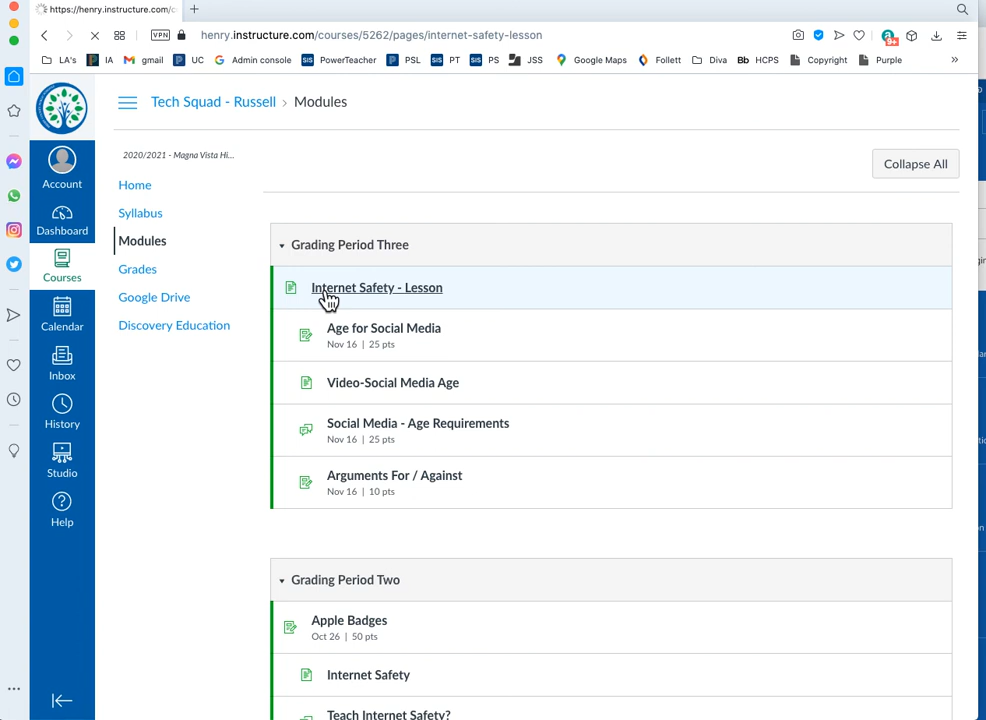 https://henry.instructure.com/c
VPN
henry.instructure.com/courses/5262/pages/internet-safety-lesson
LA's IA gmail UC Admin console PowerTeacher PSL PT PS JSS Google Maps Follett Diva HCPS Copyright Purple
Tech Squad - Russell › Modules
2020/2021 - Magna Vista Hi...
Collapse All
Home
Syllabus
Modules
Grades
Google Drive
Discovery Education
Account
Dashboard
Courses
Calendar
Inbox
History
Studio
Help
Grading Period Three
Internet Safety - Lesson
Age for Social Media
Nov 16 | 25 pts
Video-Social Media Age
Social Media - Age Requirements
Nov 16 | 25 pts
Arguments For / Against
Nov 16 | 10 pts
Grading Period Two
Apple Badges
Oct 26 | 50 pts
Internet Safety
Teach Internet Safety?